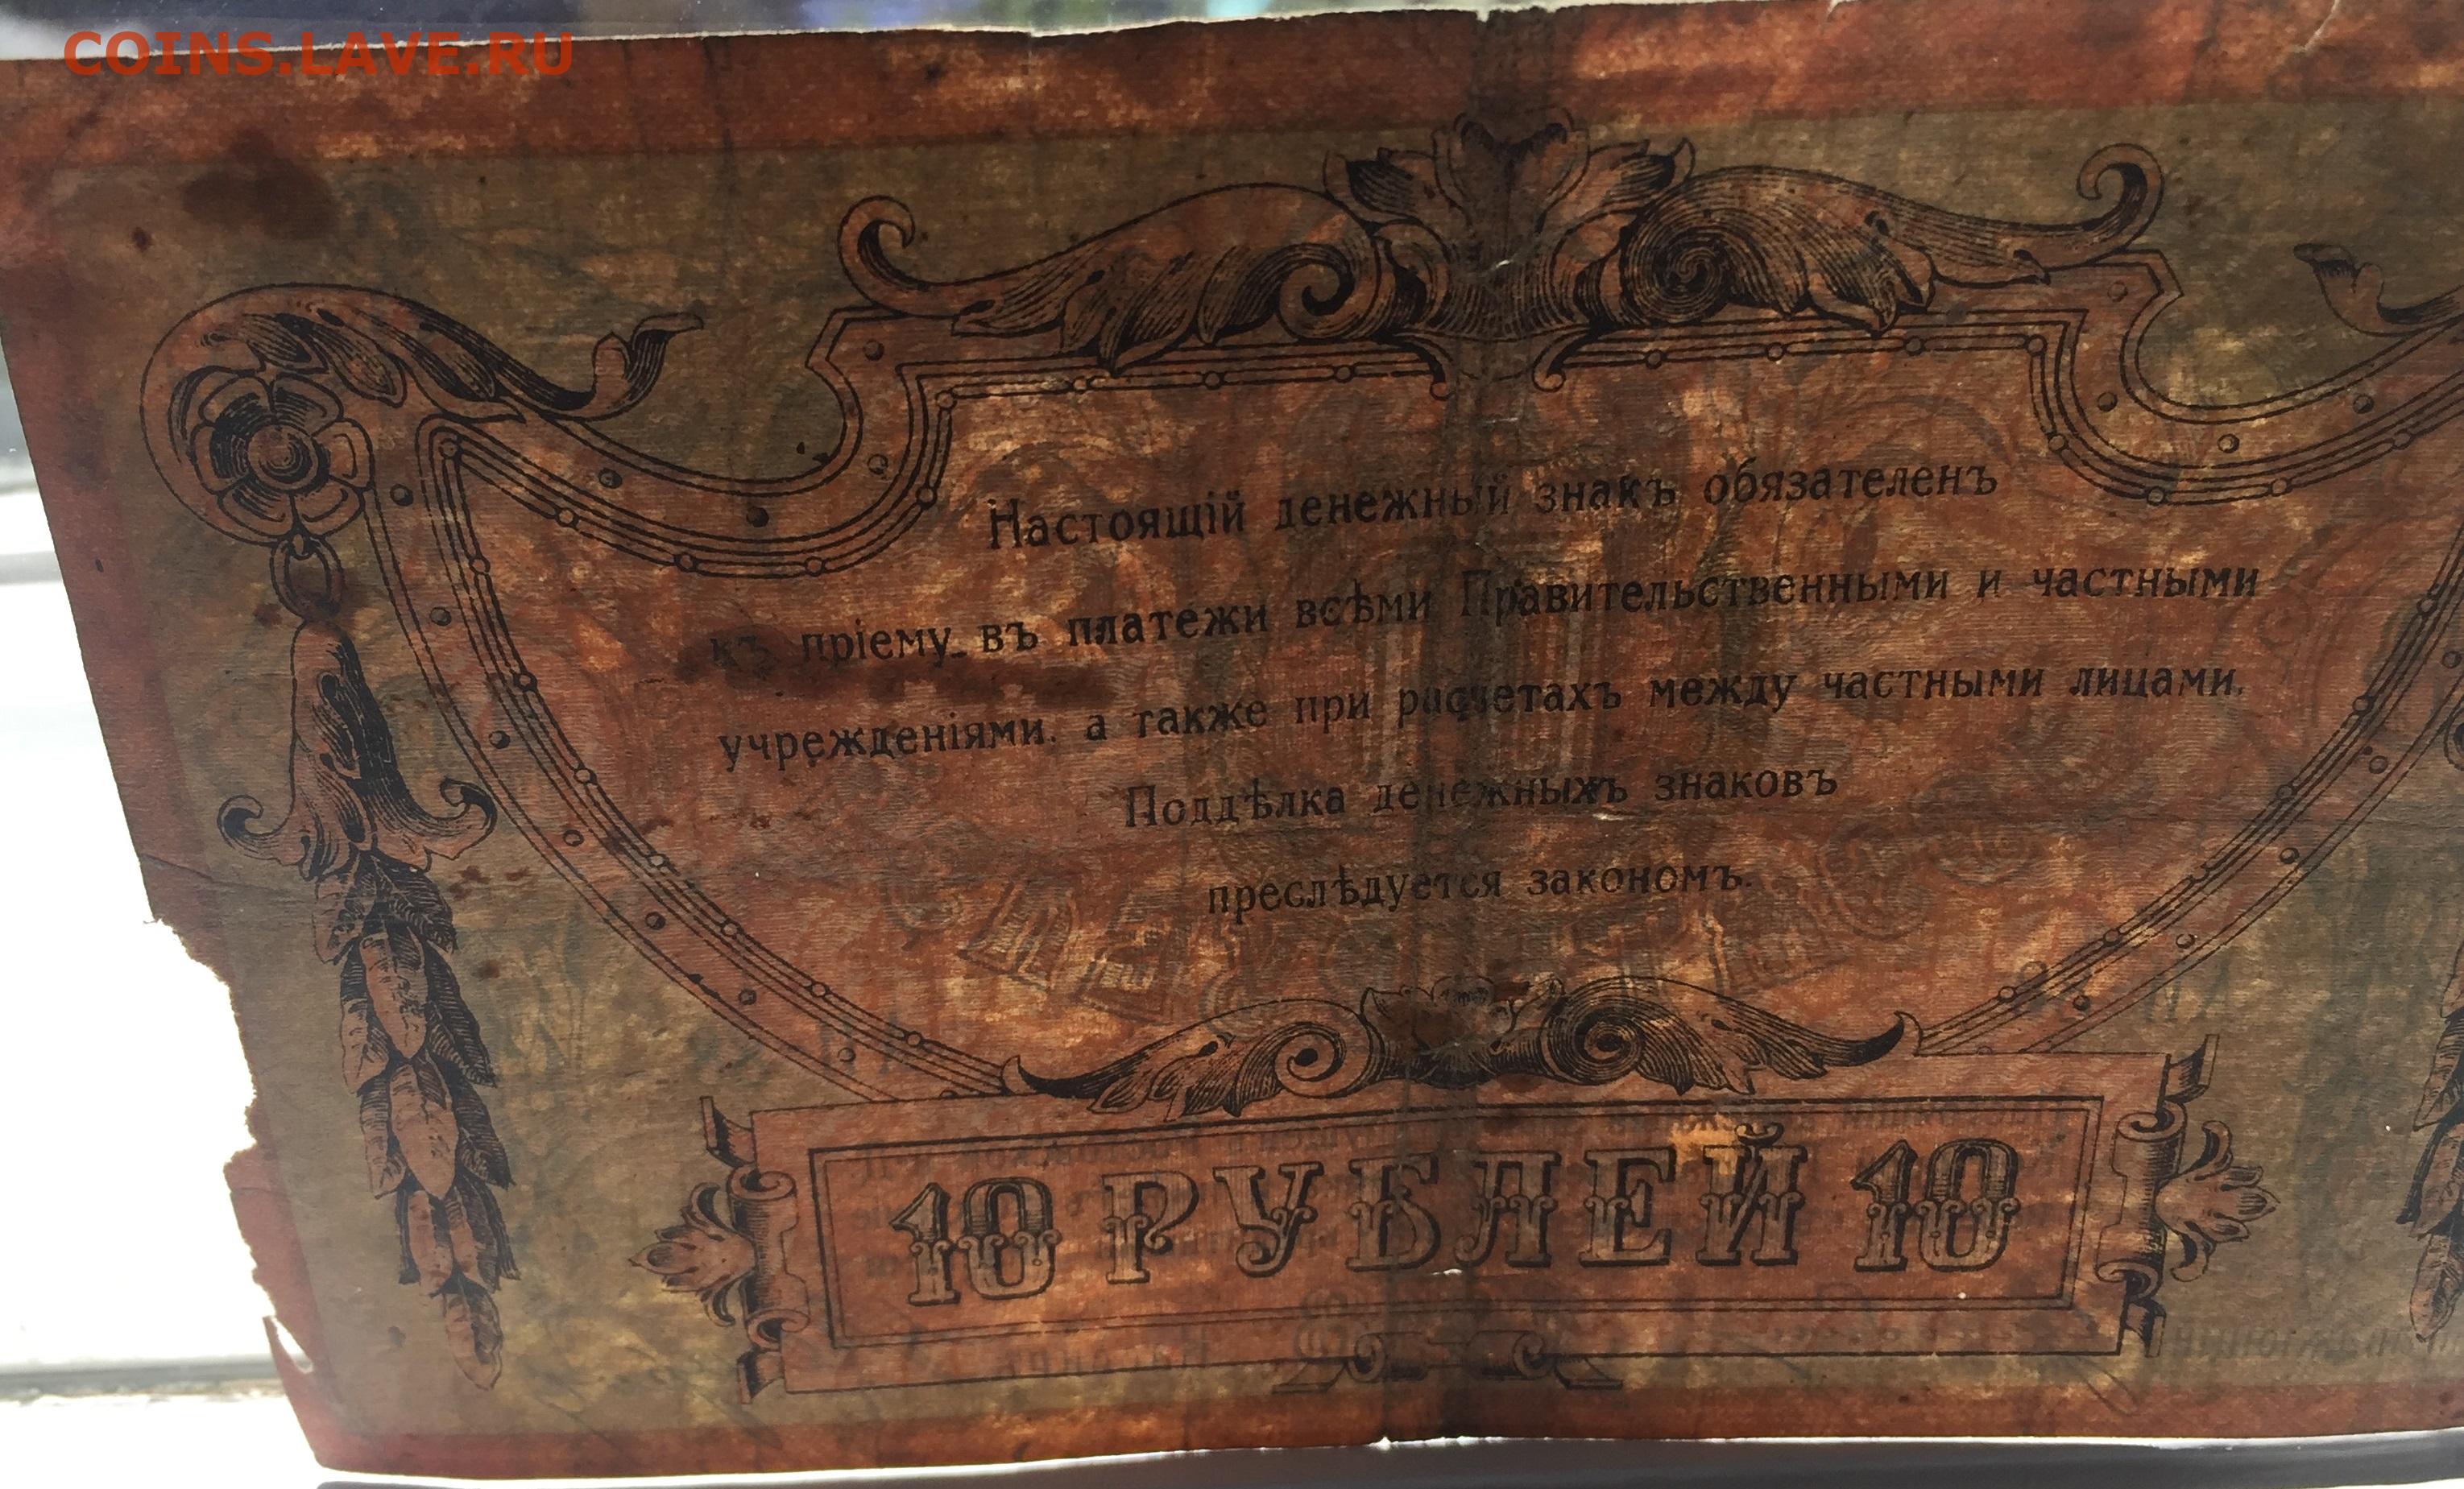 COINS.LAVE.RU
Настоящій денежный знакъ обязателенъ
къ пріему въ платежи всѣми Правительственными и частными
учрежденіями, а также при расчетахъ между частными лицами.
Поддѣлка денежныхъ знаковъ
преслѣдуется закономъ.
10 РУБЛЕЙ 10